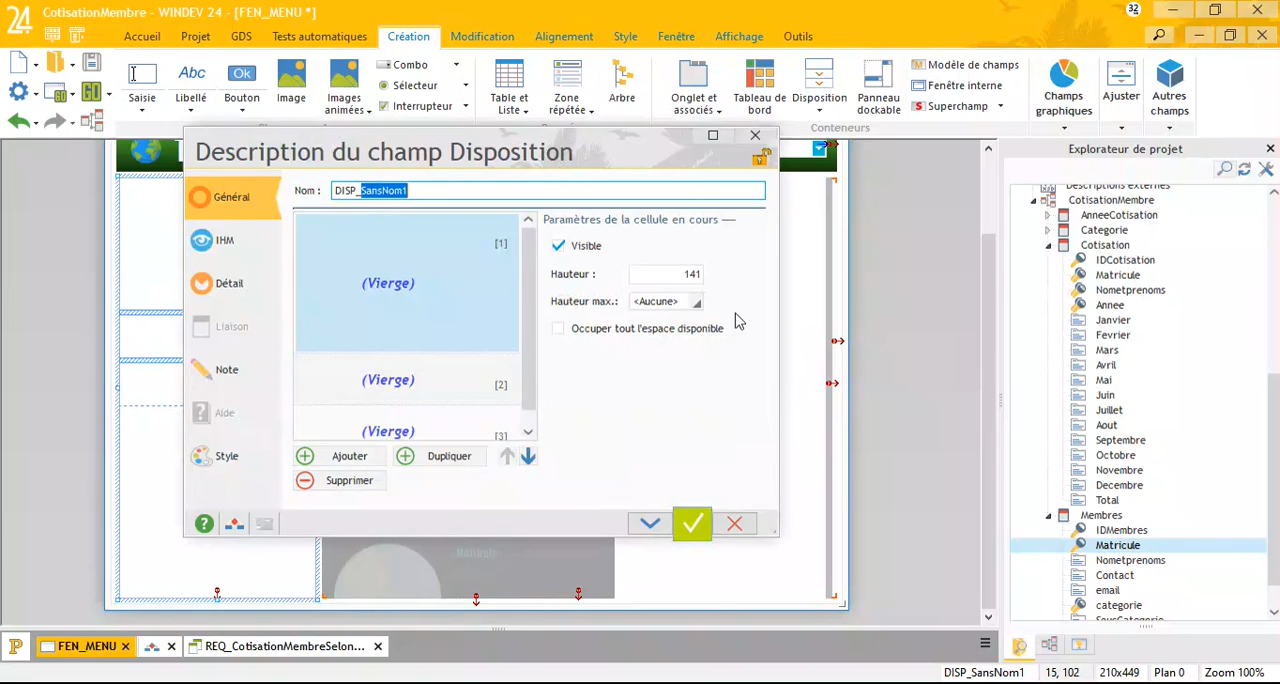 24 CotisationMembre - WINDEV 24 - [FEN_MENU *] 32
Accueil Projet GDS Tests automatiques Création Modification Alignement Style Fenêtre Affichage Outils
Saisie Abc Libellé Ok Bouton Image Images animées Combo Sélecteur Interrupteur Table et Liste Zone répétée Arbre Onglet et associés Tableau de bord Disposition Panneau dockable Modèle de champs Fenêtre interne Superchamp Champs graphiques Ajuster Autres champs
GO
Conteneurs
Description du champ Disposition
Général
IHM
Détail
Liaison
Note
Aide
Style
Nom : DISP_SansNom1
(Vierge) [1]
(Vierge) [2]
(Vierge) [3]
Ajouter Dupliquer
Supprimer
Paramètres de la cellule en cours
Visible
Hauteur : 141
Hauteur max.: <Aucune>
Occuper tout l'espace disponible
Matricule
Explorateur de projet
Descriptions externes
CotisationMembre
AnneeCotisation
Categorie
Cotisation
IDCotisation
Matricule
Nometprenoms
Annee
Janvier
Fevrier
Mars
Avril
Mai
Juin
Juillet
Aout
Septembre
Octobre
Novembre
Decembre
Total
Membres
IDMembres
Matricule
Nometprenoms
Contact
email
categorie
SousCategorie
FEN_MENU REQ_CotisationMembreSelon...
DISP_SansNom1 15, 102 210x449 Plan 0 Zoom 100%